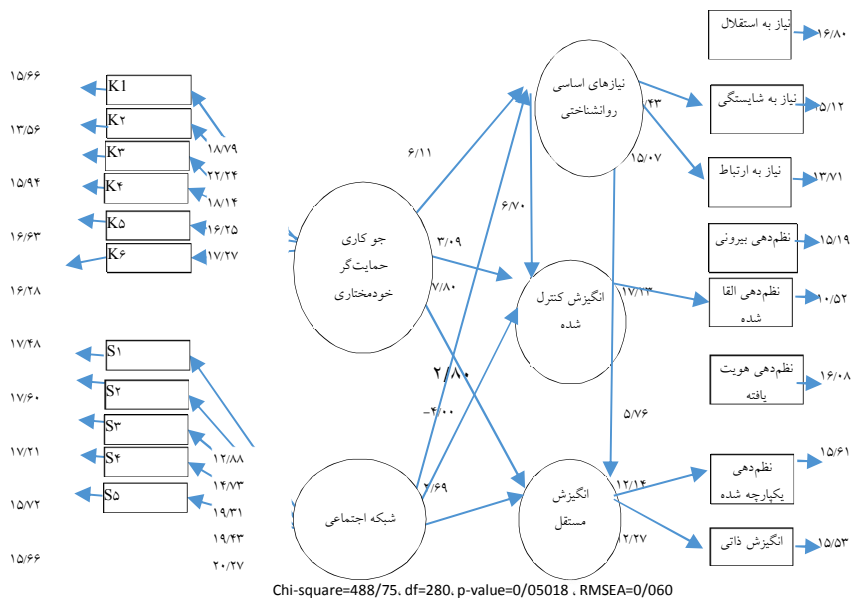 نیاز به استقلال
۱۶/۸۰
نیازهای اساسی
روانشناختی
۱۵/۶۶
K1
نیاز به شایستگی
۵/۱۲
/۴۳
۱۳/۵۶
K۲
۱۸/۷۹
۶/۱۱
۱۵/۰۷
K۳
۲۲/۲۴
نیاز به ارتباط
۱۳/۷۱
۱۵/۹۴
K۴
۱۸/۱۴
۶/۷۰
K۵
۱۶/۲۵
جو کاری
حمایت‌گر
خودمختاری
۳/۰۹
نظم‌دهی بیرونی
۱۵/۱۹
۱۶/۶۳
K۶
۱۷/۲۷
۷/۸۰
انگیزش کنترل
شده
نظم‌دهی القا
شده
۱۰/۵۲
۱۶/۲۸
۱۷/۴۸
S۱
۲/۸۰
نظم‌دهی هویت
یافته
۱۶/۰۸
۱۷/۶۰
S۲
-۴/۰۰
۵/۷۶
S۳
۱۷/۲۱
S۴
۱۲/۸۸
نظم‌دهی
یکپارچه شده
۱۵/۶۱
۱۵/۷۲
S۵
۱۴/۷۳
۲/۶۹
انگیزش
مستقل
۱۲/۱۴
۱۹/۳۱
شبکه اجتماعی
۱۹/۴۳
۲/۲۷
انگیزش ذاتی
۱۵/۵۳
۱۵/۶۶
۲۰/۲۷
Chi-square=488/75، df=280، p-value=0/05018 ، RMSEA=0/060